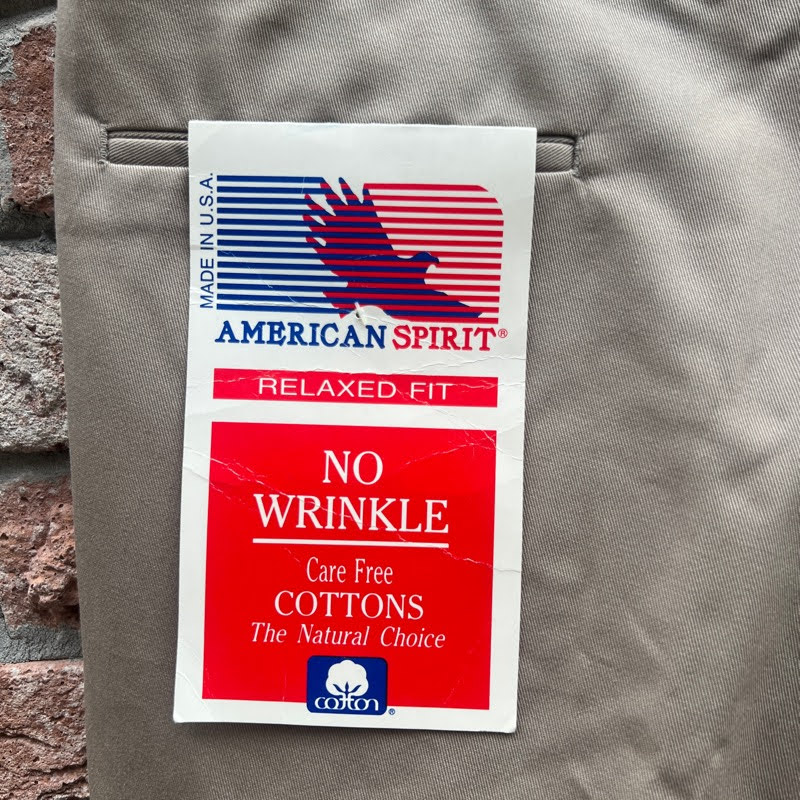 MADE IN U.S.A.
AMERICAN SPIRIT®
RELAXED FIT
NO
WRINKLE
Care Free
COTTONS
The Natural Choice
cotton®